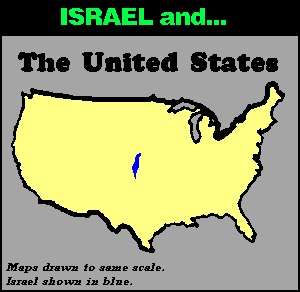 ISRAEL and...
The United States
Maps drawn to same scale.
Israel shown in blue.